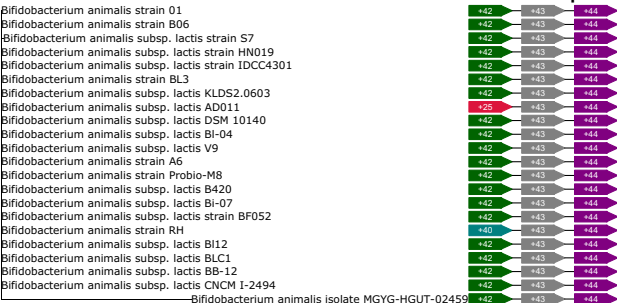 Bifidobacterium animalis strain 01 +42 +43 +44
Bifidobacterium animalis strain B06 +42 +43 +44
Bifidobacterium animalis subsp. lactis strain S7 +42 +43 +44
Bifidobacterium animalis subsp. lactis strain HN019 +42 +43 +44
Bifidobacterium animalis subsp. lactis strain IDCC4301 +42 +43 +44
Bifidobacterium animalis strain BL3 +42 +43 +44
Bifidobacterium animalis subsp. lactis KLDS2.0603 +42 +43 +44
Bifidobacterium animalis subsp. lactis AD011 +25 +43 +44
Bifidobacterium animalis subsp. lactis DSM 10140 +42 +43 +44
Bifidobacterium animalis subsp. lactis Bl-04 +42 +43 +44
Bifidobacterium animalis subsp. lactis V9 +42 +43 +44
Bifidobacterium animalis strain A6 +42 +43 +44
Bifidobacterium animalis strain Probio-M8 +42 +43 +44
Bifidobacterium animalis subsp. lactis B420 +42 +43 +44
Bifidobacterium animalis subsp. lactis Bi-07 +42 +43 +44
Bifidobacterium animalis subsp. lactis strain BF052 +42 +43 +44
Bifidobacterium animalis strain RH +40 +43 +44
Bifidobacterium animalis subsp. lactis Bl12 +42 +43 +44
Bifidobacterium animalis subsp. lactis BLC1 +42 +43 +44
Bifidobacterium animalis subsp. lactis BB-12 +42 +43 +44
Bifidobacterium animalis subsp. lactis CNCM I-2494 +42 +43 +44
Bifidobacterium animalis isolate MGYG-HGUT-02459 +42 +43 +44